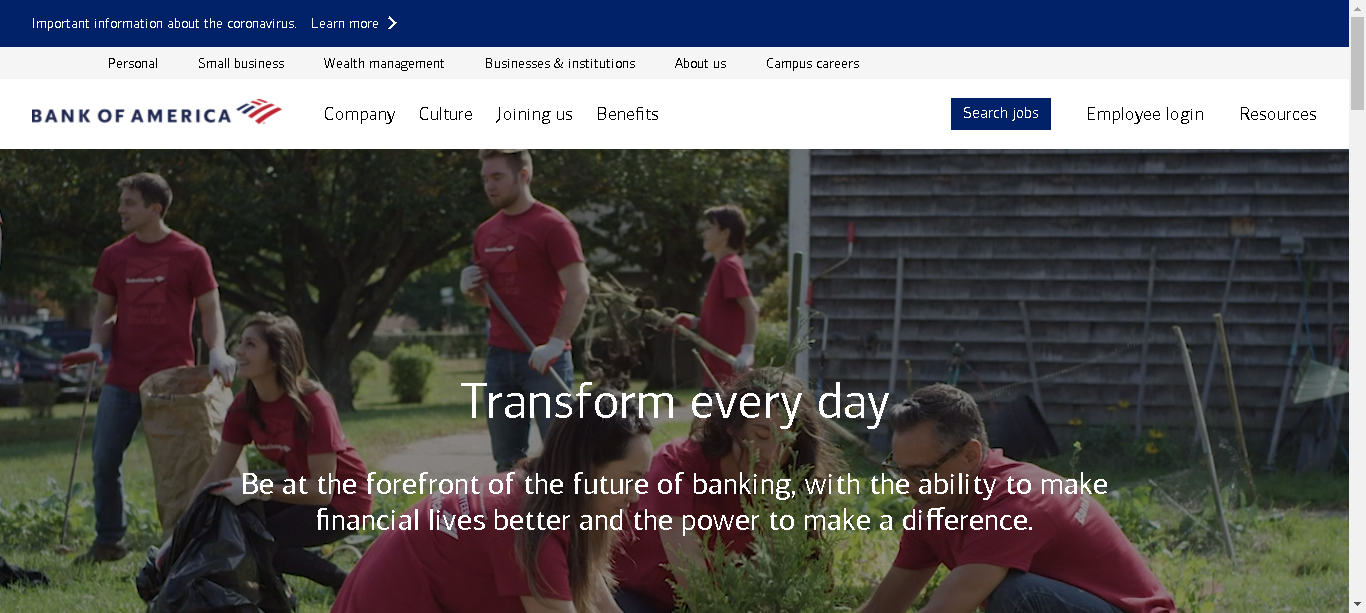 Important information about the coronavirus. Learn more
Personal Small business Wealth management Businesses & institutions About us Campus careers
BANK OF AMERICA Company Culture Joining us Benefits Search jobs Employee login Resources
Transform every day
Be at the forefront of the future of banking, with the ability to make
financial lives better and the power to make a difference.